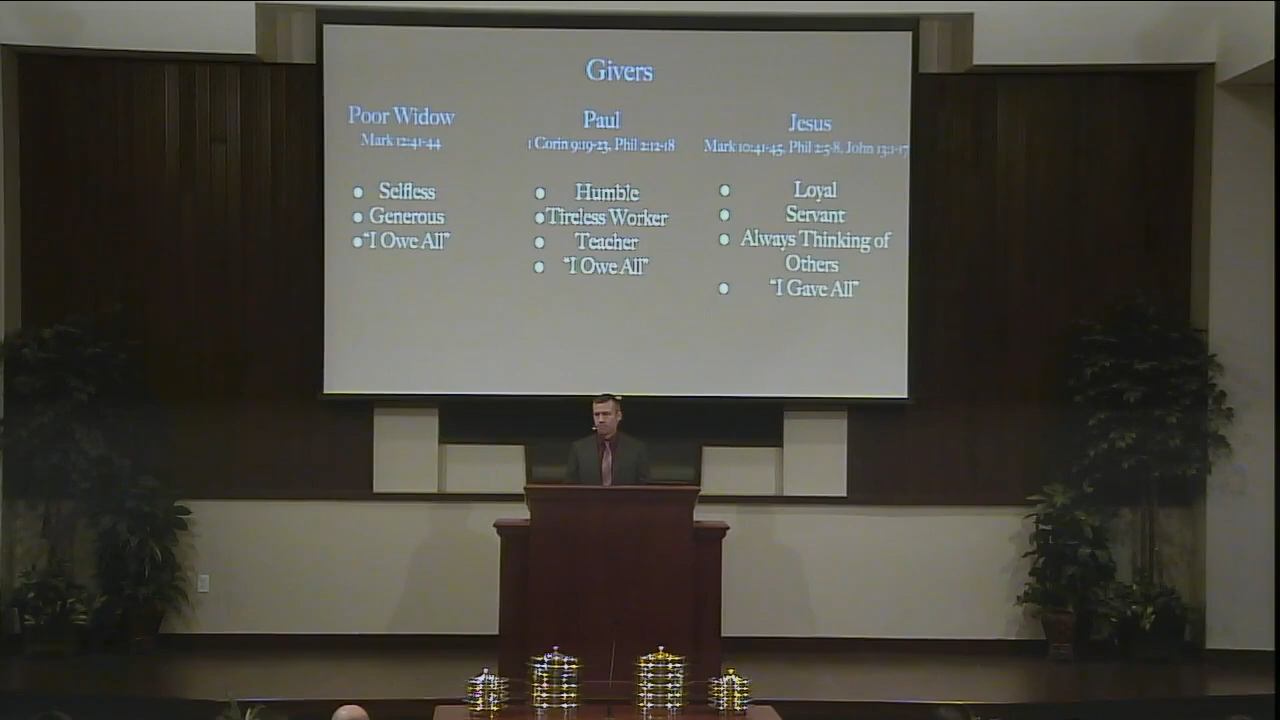 Givers
Poor Widow
Mark 12:41-44
• Selfless
• Generous
• "I Owe All"
Paul
1 Corin 9:19-23, Phil 2:12-18
• Humble
• Tireless Worker
• Teacher
• "I Owe All"
Jesus
Mark 10:41-45, Phil 2:5-8, John 13:1-17
• Loyal
• Servant
• Always Thinking of
Others
• "I Gave All"